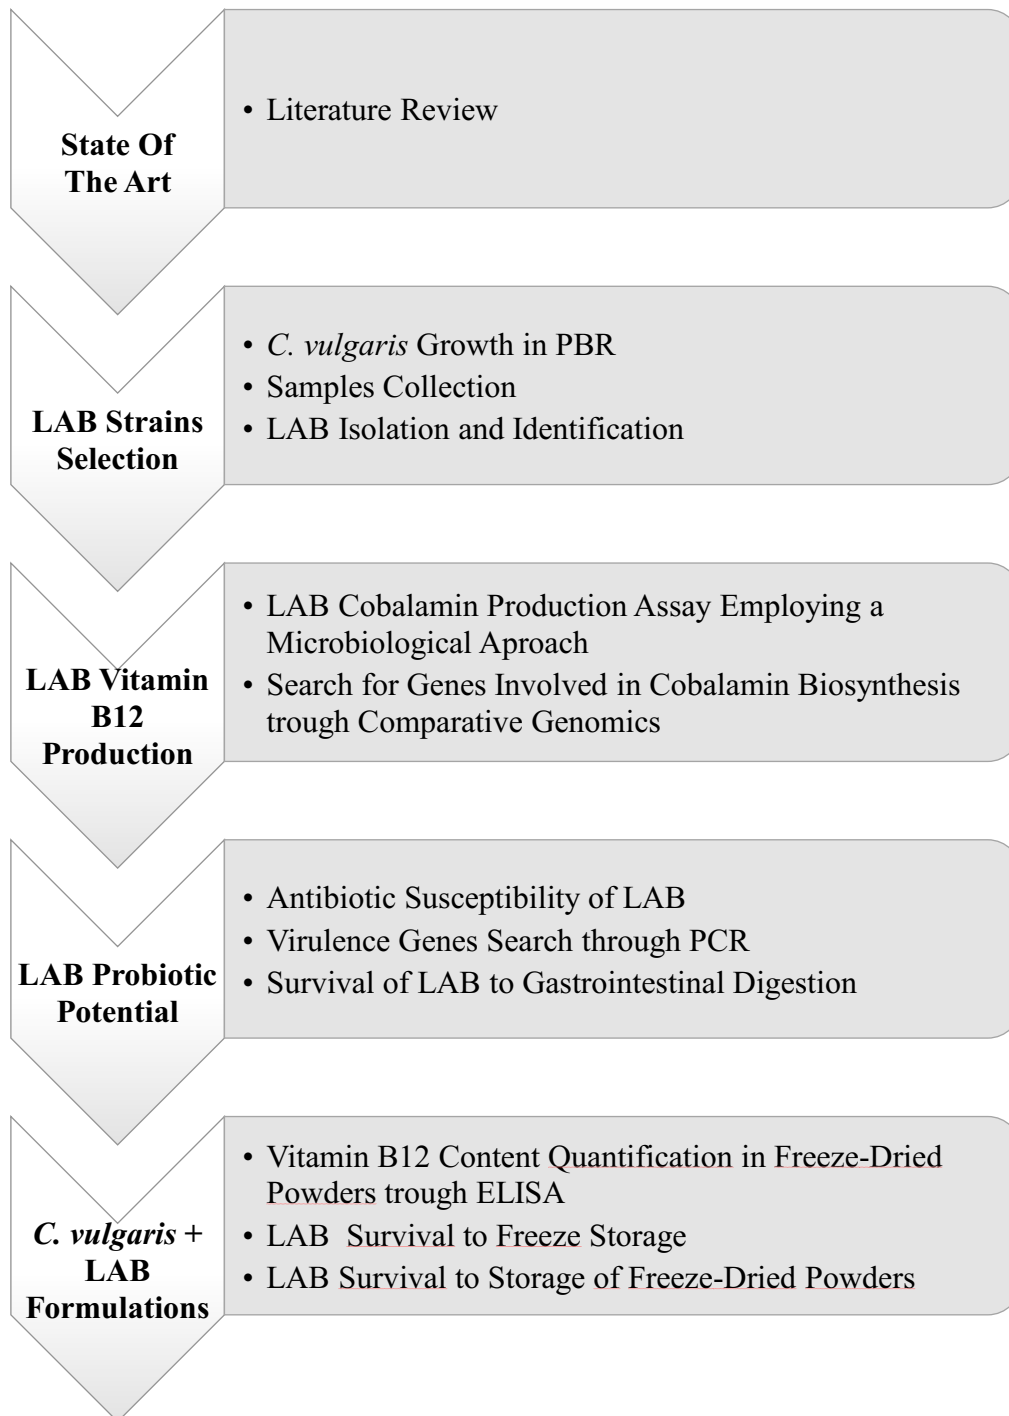 State Of
The Art
• Literature Review
LAB Strains
Selection
• C. vulgaris Growth in PBR
• Samples Collection
• LAB Isolation and Identification
LAB Vitamin
B12
Production
• LAB Cobalamin Production Assay Employing a
Microbiological Aproach
• Search for Genes Involved in Cobalamin Biosynthesis
trough Comparative Genomics
LAB Probiotic
Potential
• Antibiotic Susceptibility of LAB
• Virulence Genes Search through PCR
• Survival of LAB to Gastrointestinal Digestion
C. vulgaris +
LAB
Formulations
• Vitamin B12 Content Quantification in Freeze-Dried
Powders trough ELISA
• LAB Survival to Freeze Storage
• LAB Survival to Storage of Freeze-Dried Powders